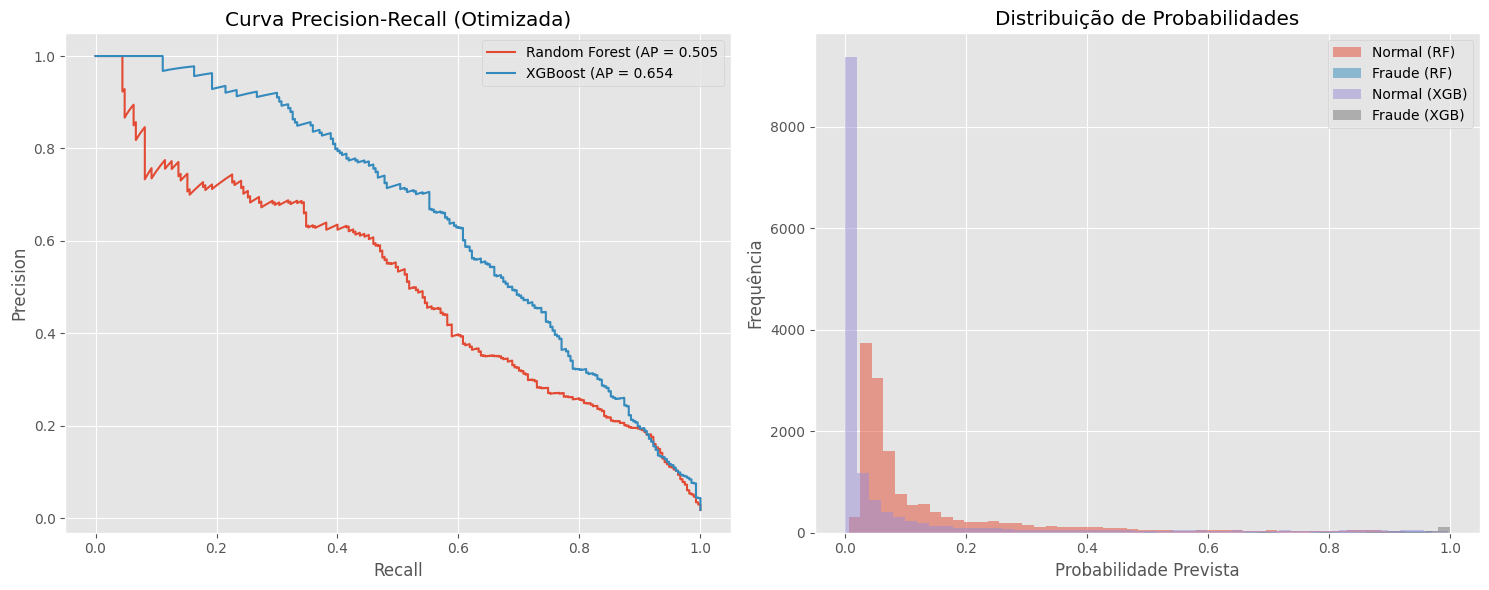 Curva Precision-Recall (Otimizada)
Random Forest (AP = 0.505
XGBoost (AP = 0.654
1.0
0.8
0.6
0.4
0.2
0.0
Precision
0.0 0.2 0.4 0.6 0.8 1.0
Recall
Distribuição de Probabilidades
Normal (RF)
Fraude (RF)
Normal (XGB)
Fraude (XGB)
8000
6000
4000
2000
0
Frequência
0.0 0.2 0.4 0.6 0.8 1.0
Probabilidade Prevista